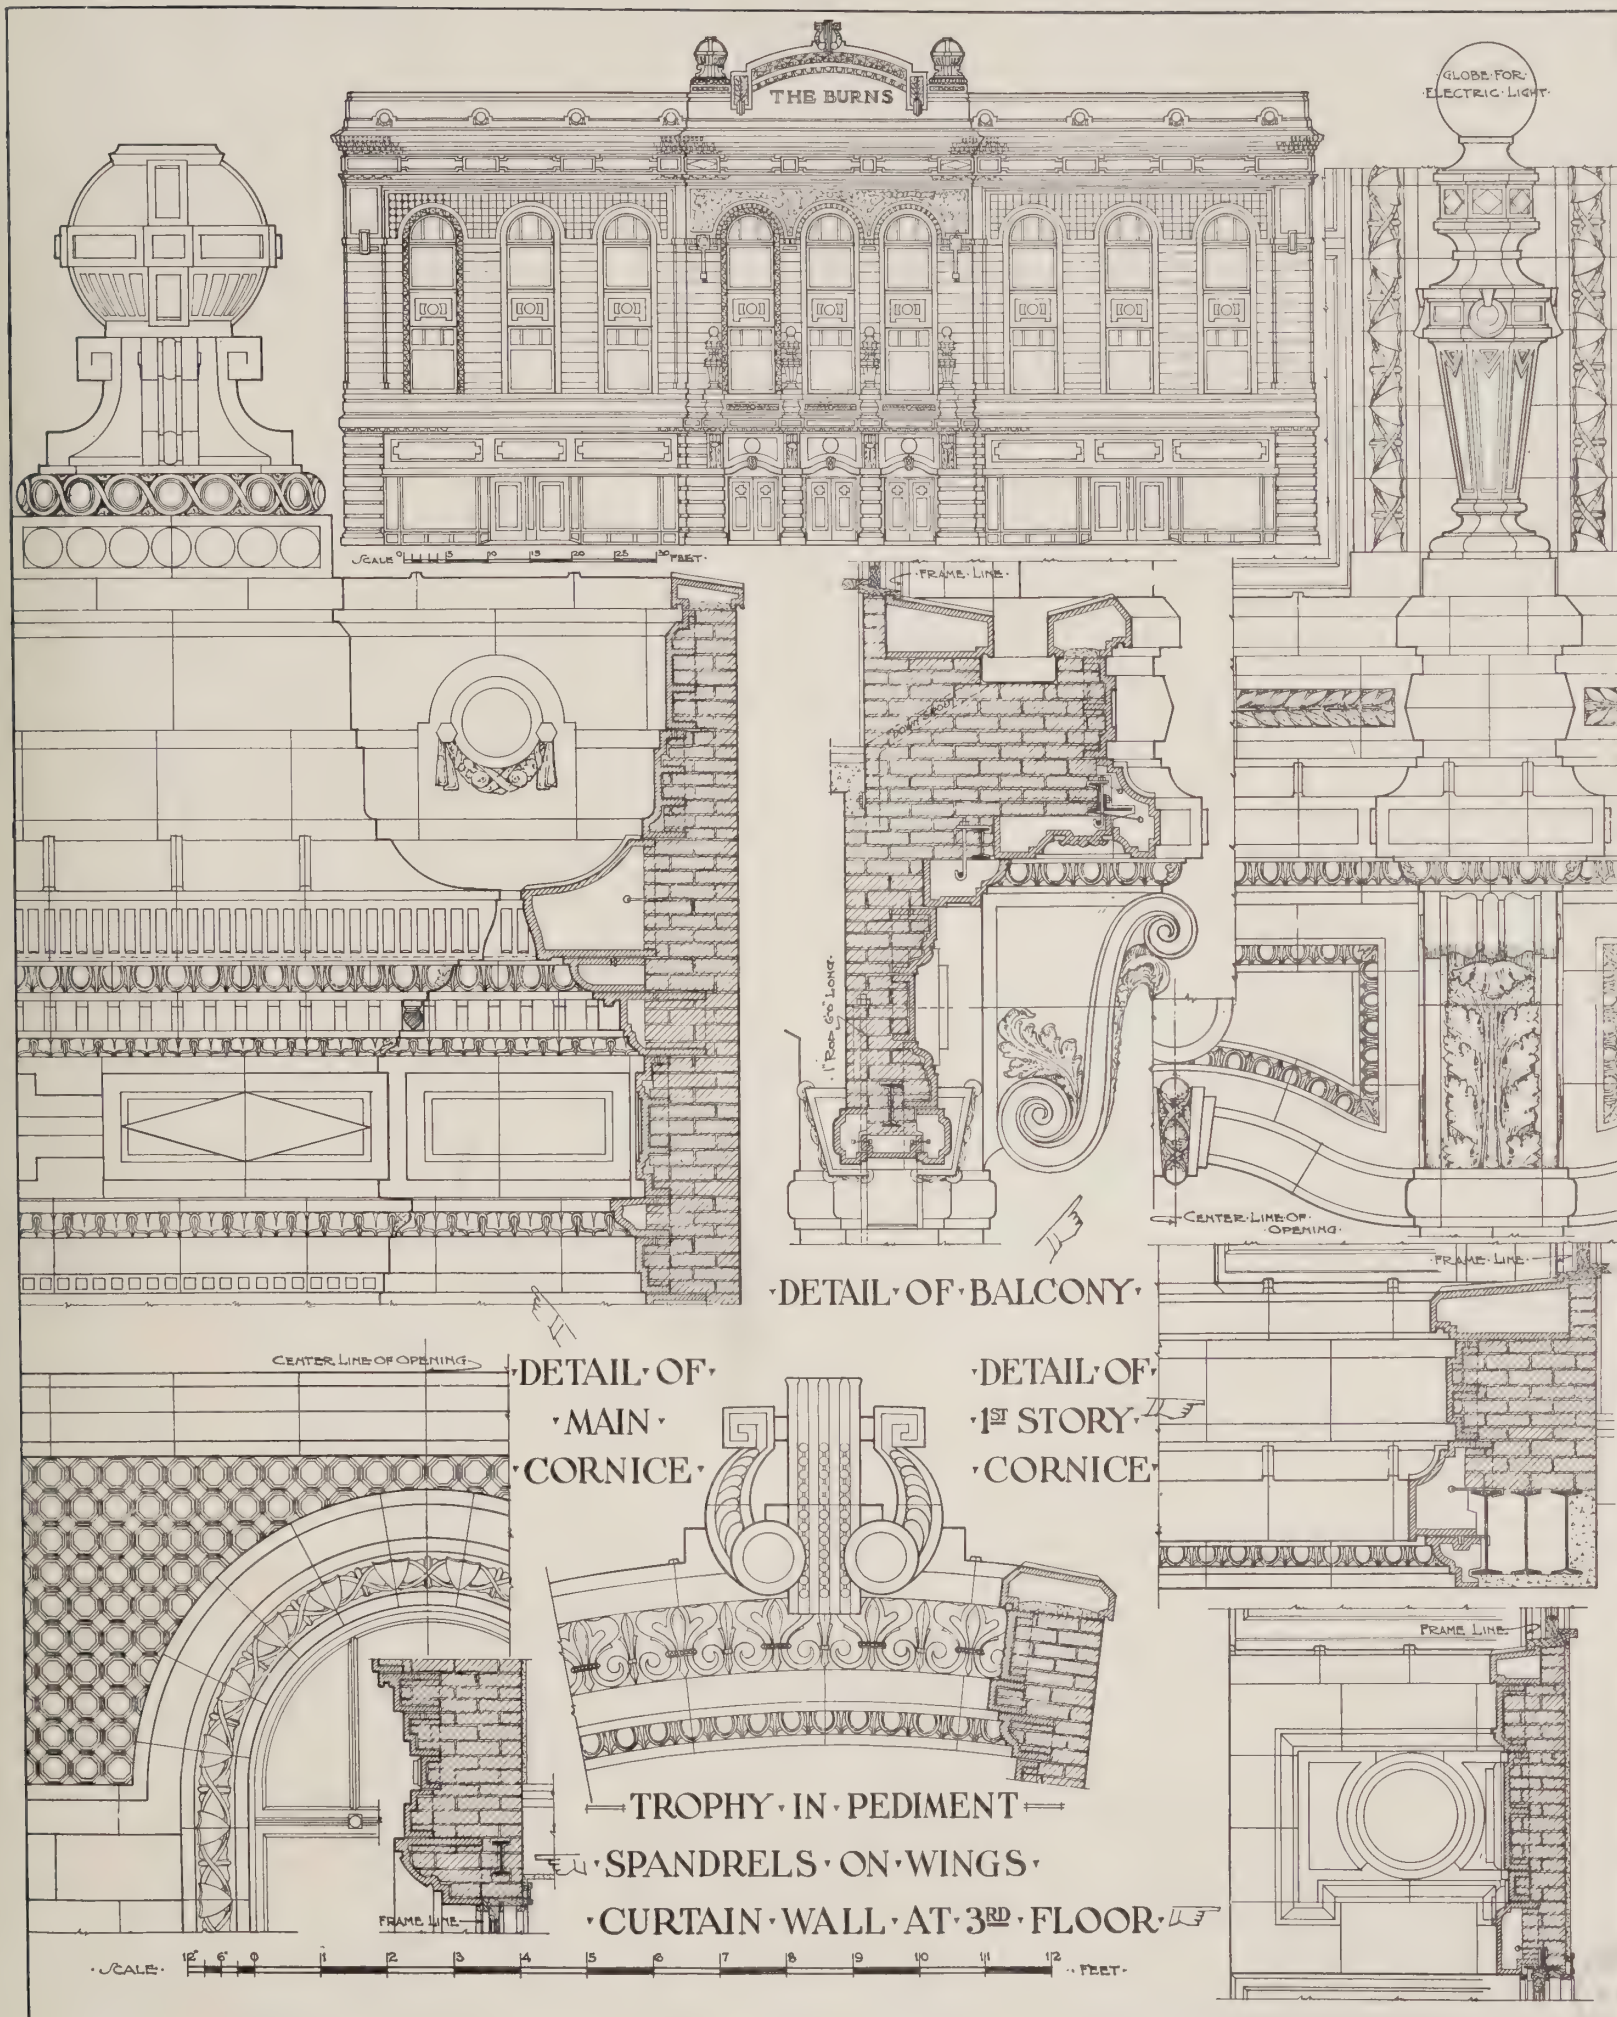 THE BURNS
GLOBE·FOR·
·ELECTRIC·LIGHT·
SCALE 0 5 10 15 20 25 30 FEET·
·FRAME·LINE·
DOWN SPOUT
·1" ROD 6'0" LONG·
CENTER·LINE·OF·
·OPENING·
·FRAME·LINE·
·DETAIL·OF·BALCONY·
CENTER LINE OF OPENING
·DETAIL·OF·
·MAIN·
·CORNICE·
·DETAIL·OF·
·1ST STORY·
·CORNICE·
FRAME LINE
TROPHY·IN·PEDIMENT
·SPANDRELS·ON·WINGS·
·CURTAIN·WALL·AT·3RD·FLOOR·
FRAME LINE
·SCALE· 12" 6" 0 1 2 3 4 5 6 7 8 9 10 11 12 ·FEET·